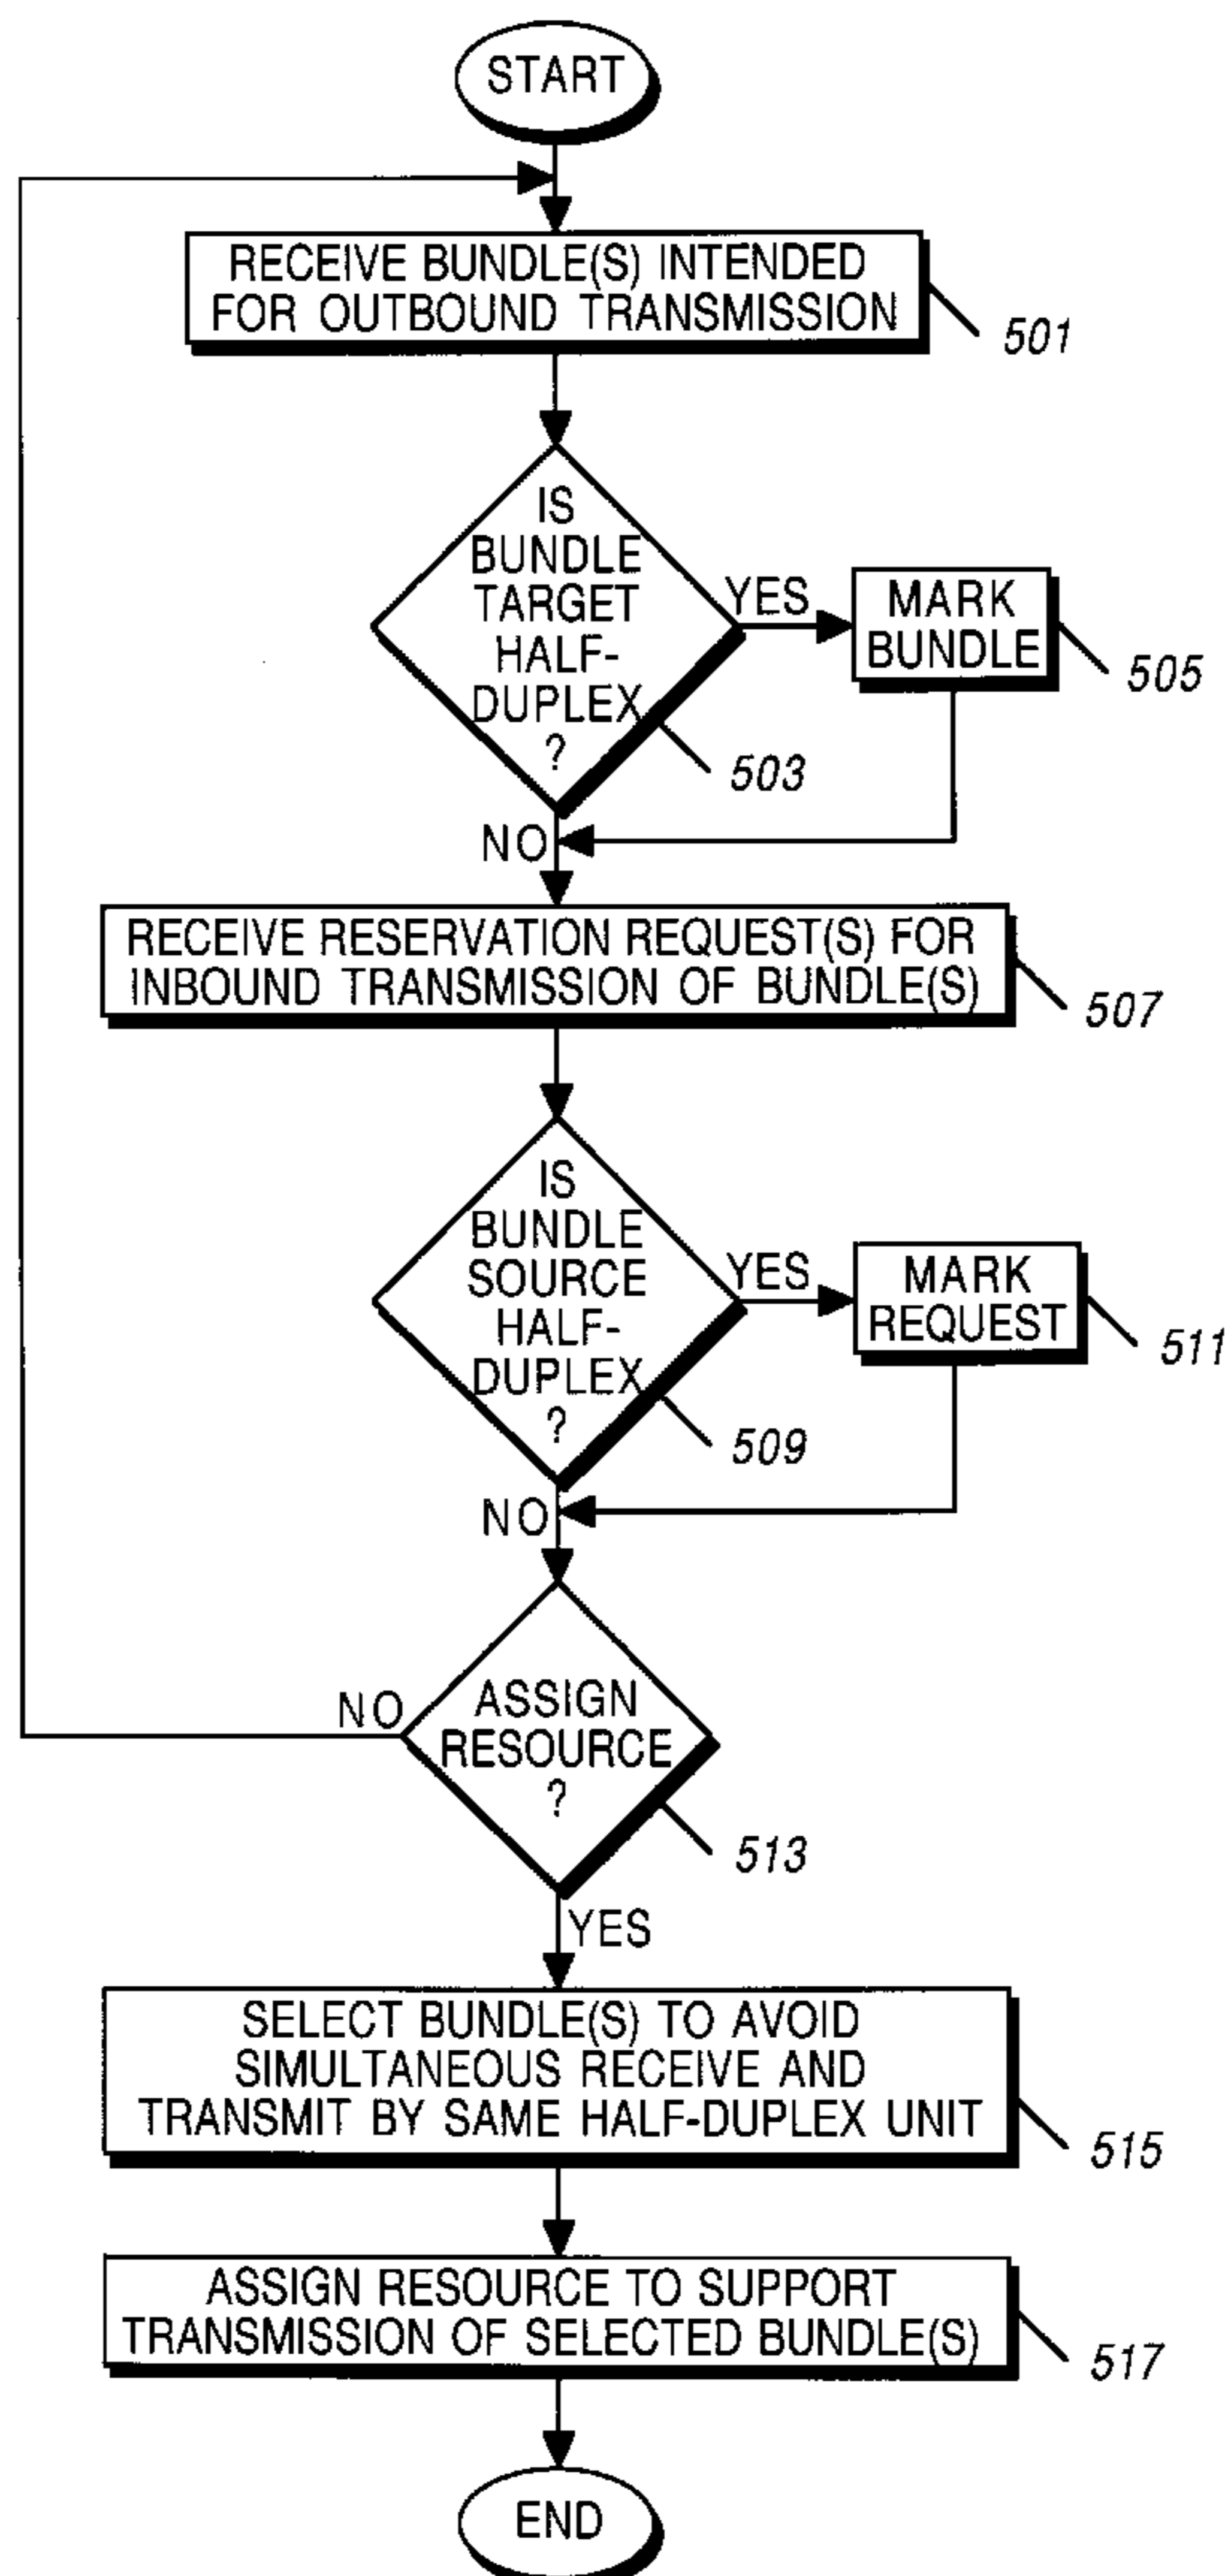 START
RECEIVE BUNDLE(S) INTENDED
FOR OUTBOUND TRANSMISSION
501
IS
BUNDLE
TARGET
HALF-
DUPLEX
?
YES
MARK
BUNDLE
505
503
NO
RECEIVE RESERVATION REQUEST(S) FOR
INBOUND TRANSMISSION OF BUNDLE(S)
507
IS
BUNDLE
SOURCE
HALF-
DUPLEX
?
YES
MARK
REQUEST
511
509
NO
ASSIGN
RESOURCE
?
NO
513
YES
SELECT BUNDLE(S) TO AVOID
SIMULTANEOUS RECEIVE AND
TRANSMIT BY SAME HALF-DUPLEX UNIT
515
ASSIGN RESOURCE TO SUPPORT
TRANSMISSION OF SELECTED BUNDLE(S)
517
END